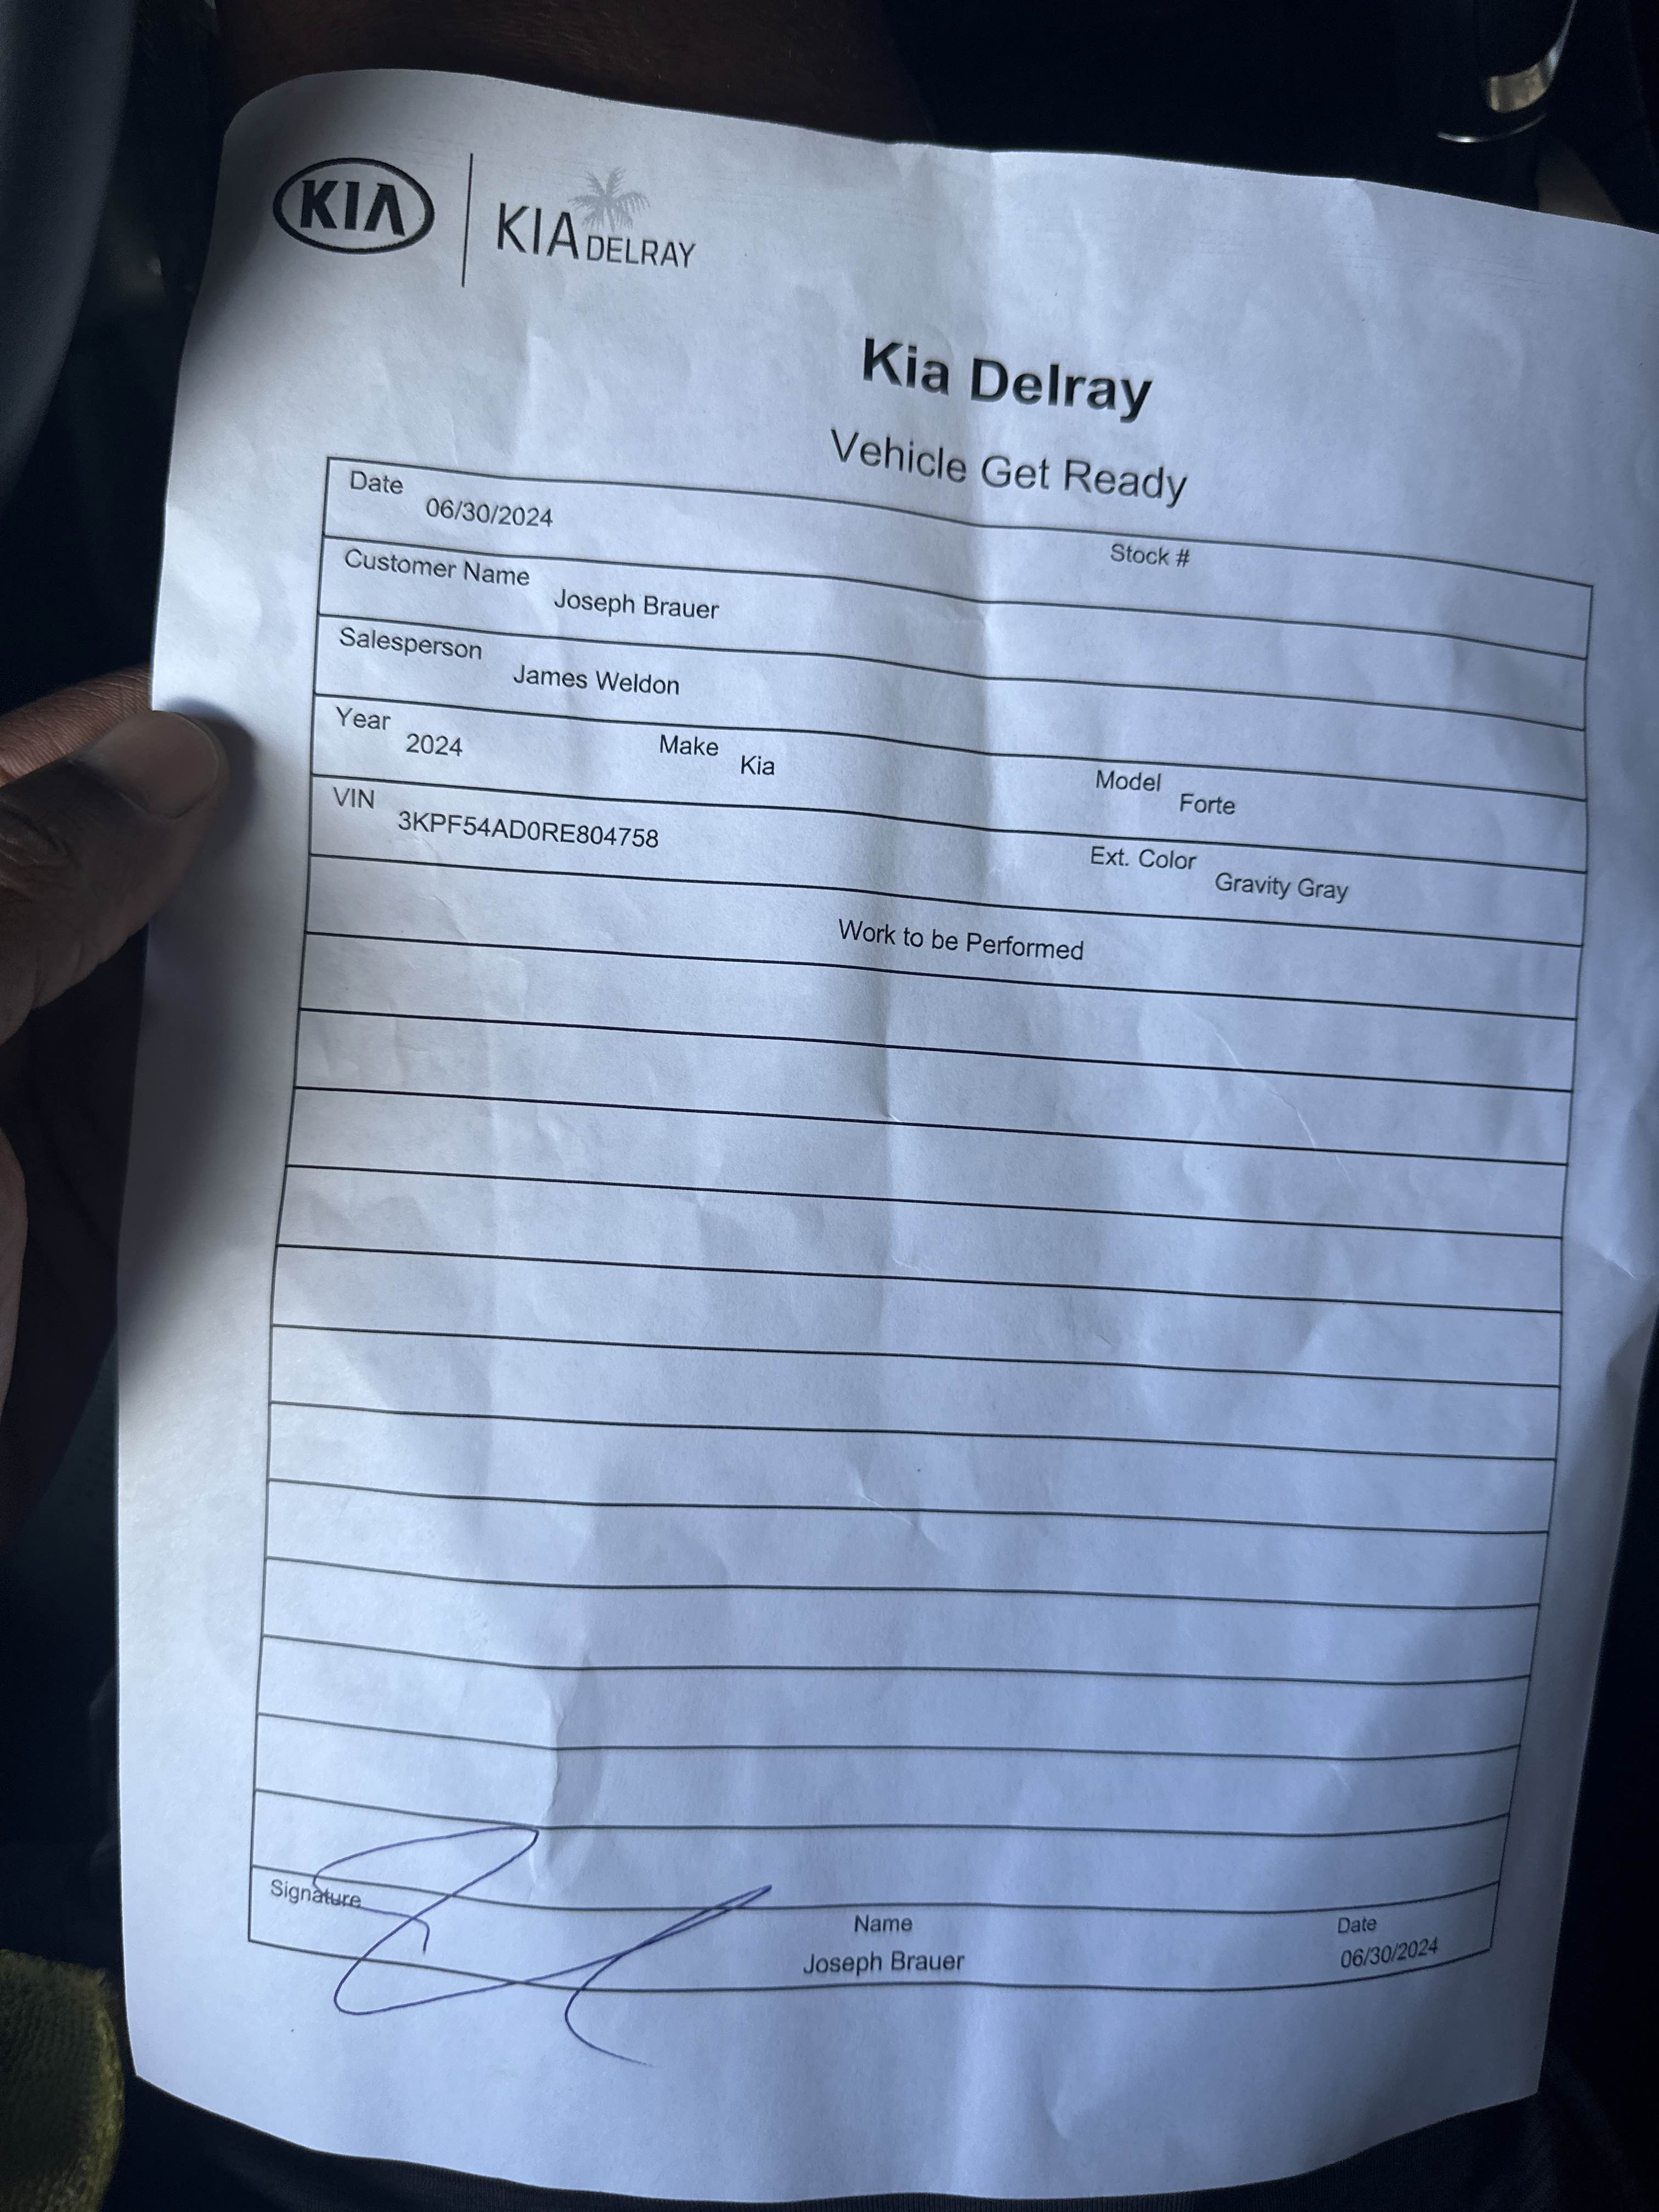 KIA KIA DELRAY
Kia Delray
Vehicle Get Ready
Date 06/30/2024 Stock #
Customer Name Joseph Brauer
Salesperson James Weldon
Year 2024 Make Kia Model Forte
VIN 3KPF54AD0RE804758 Ext. Color Gravity Gray
Work to be Performed
Signature Name Date
Joseph Brauer 06/30/2024